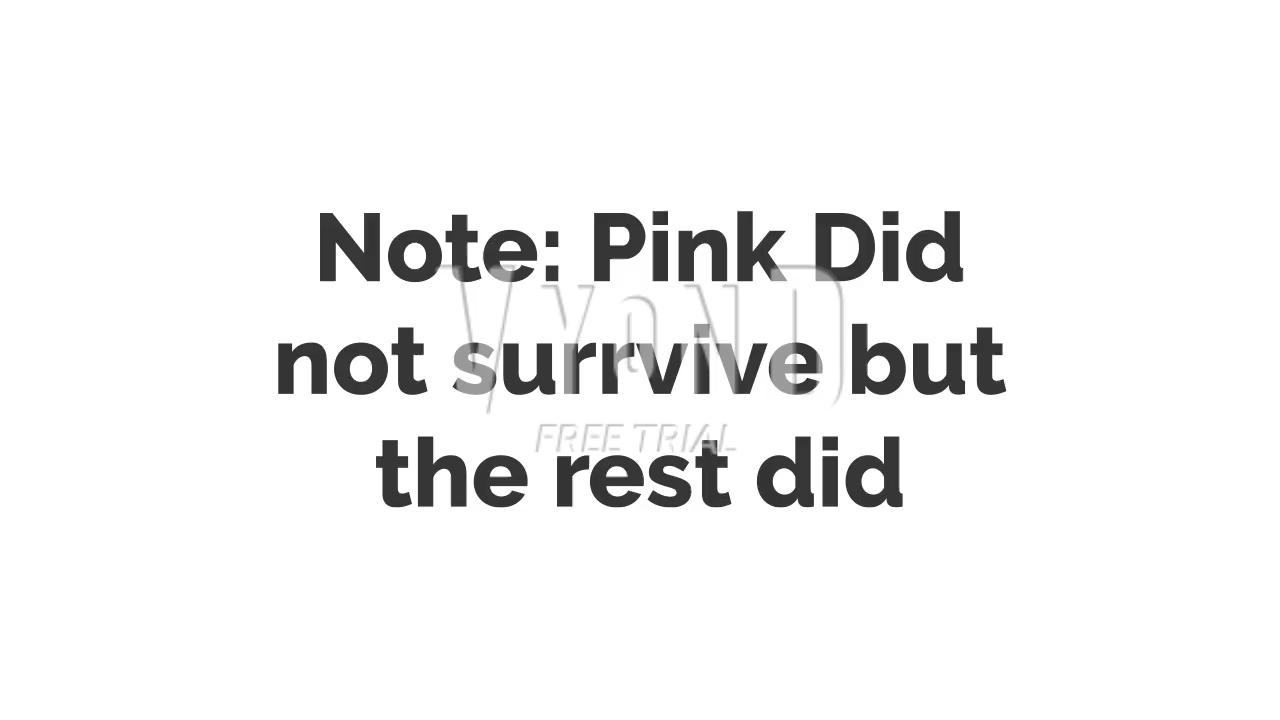 Note: Pink Did
not surrvive but
the rest did
VYOND
FREE TRIAL